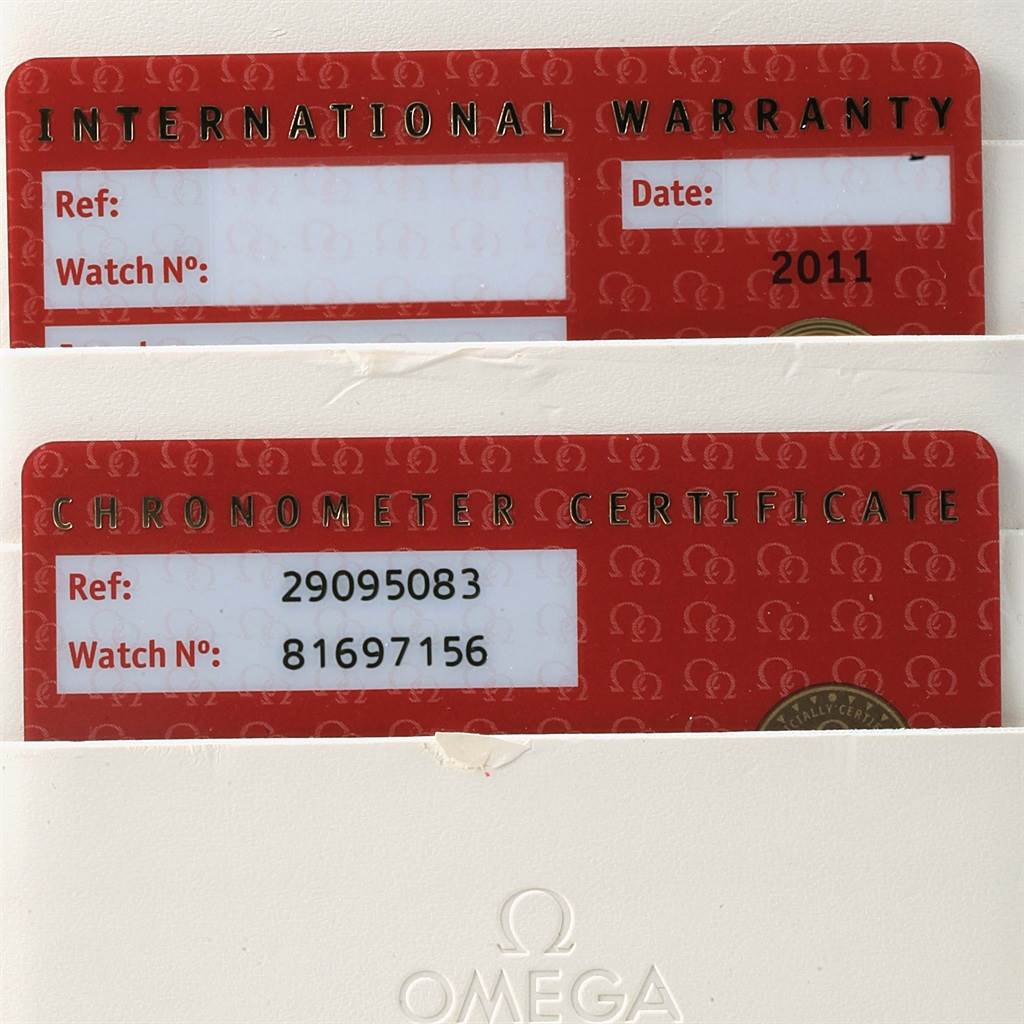 INTERNATIONAL WARRANTY
Ref:
Date:
Watch Nº:
2011
CHRONOMETER CERTIFICATE
Ref: 29095083
Watch Nº: 81697156
OMEGA